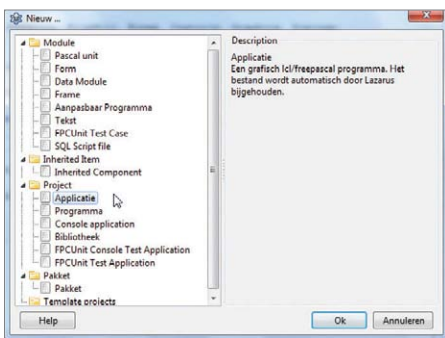 Nieuw ...
Module
Pascal unit
Form
Data Module
Frame
Aanpasbaar Programma
Tekst
FPCUnit Test Case
SQL Script file
Inherited Item
Inherited Component
Project
Applicatie
Programma
Console application
Bibliotheek
FPCUnit Console Test Application
FPCUnit Test Application
Pakket
Pakket
Template projects
Description
Applicatie
Een grafisch lcl/freepascal programma. Het
bestand wordt automatisch door Lazarus
bijgehouden.
Help
Ok
Annuleren